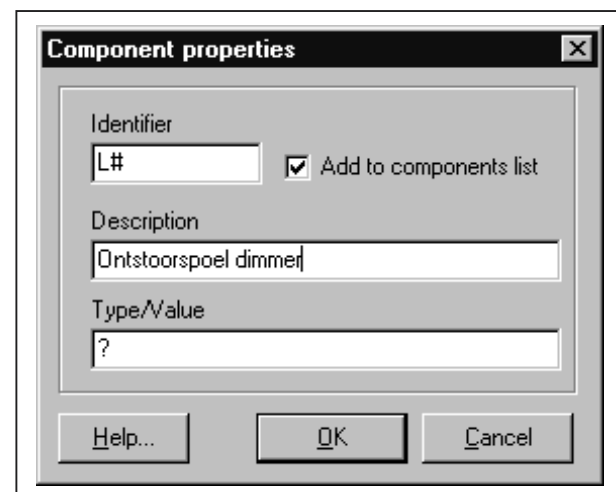 Component properties
Identifier
L#
Add to components list
Description
Ontstoorspoel dimmer
Type/Value
?
Help... OK Cancel